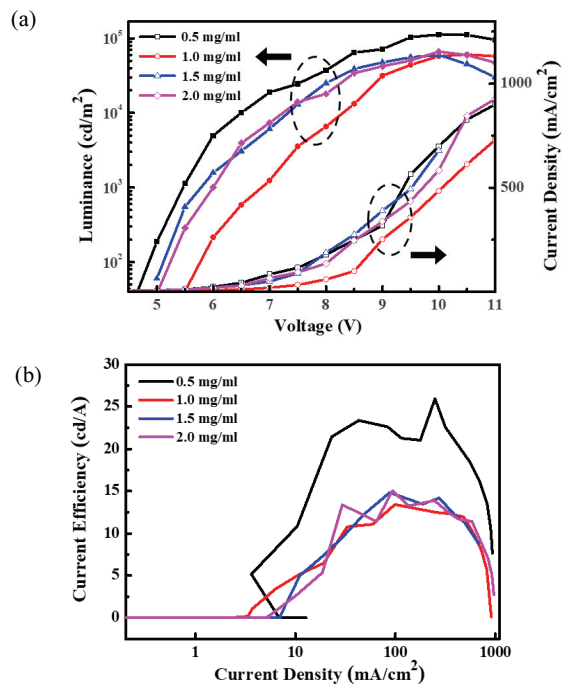 (a)
0.5 mg/ml
1.0 mg/ml
1.5 mg/ml
2.0 mg/ml
10^5
10^4
10^3
10^2
Luminance (cd/m^2)
1000
500
Current Density (mA/cm^2)
5 6 7 8 9 10 11
Voltage (V)
(b)
0.5 mg/ml
1.0 mg/ml
1.5 mg/ml
2.0 mg/ml
30
25
20
15
10
5
0
Current Efficiency (cd/A)
1 10 100 1000
Current Density (mA/cm^2)